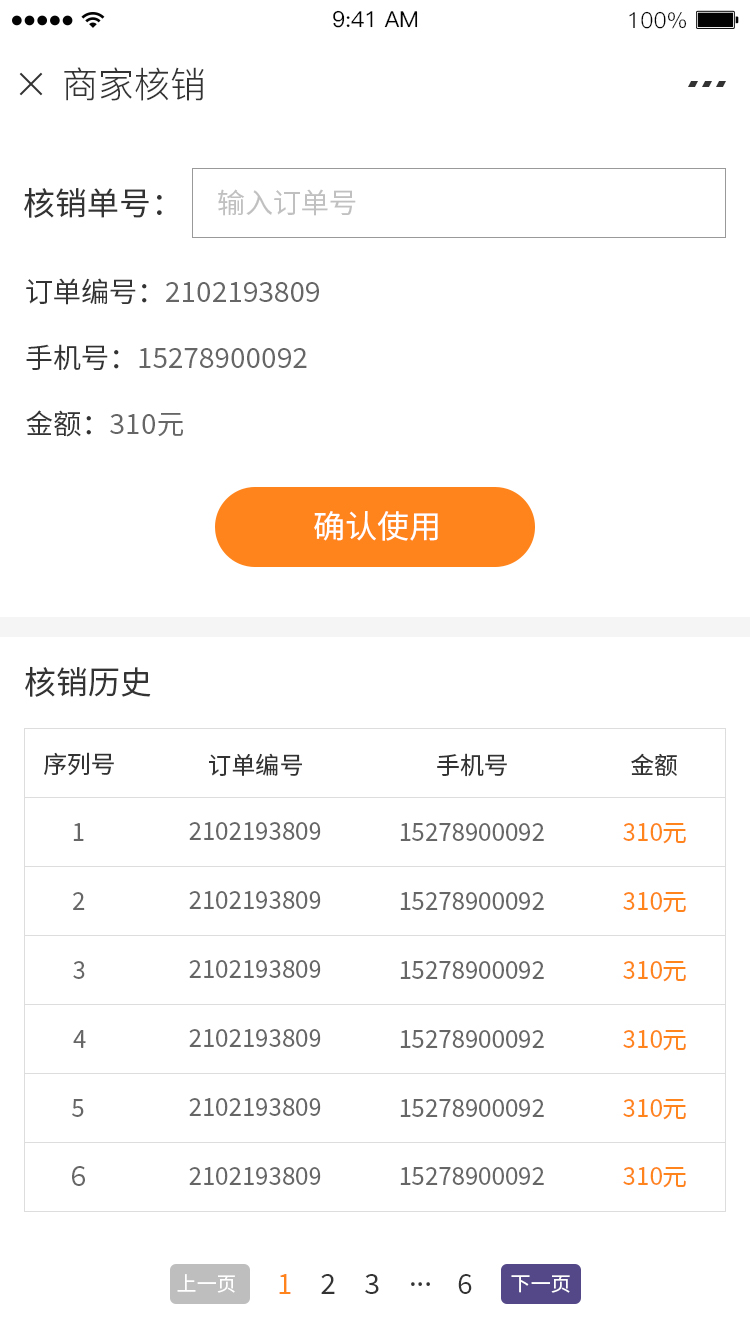 9:41 AM 100%
商家核销
核销单号： 输入订单号
订单编号：2102193809
手机号：15278900092
金额：310元
确认使用
核销历史
序列号 订单编号 手机号 金额
1 2102193809 15278900092 310元
2 2102193809 15278900092 310元
3 2102193809 15278900092 310元
4 2102193809 15278900092 310元
5 2102193809 15278900092 310元
6 2102193809 15278900092 310元
上一页 1 2 3 ··· 6 下一页